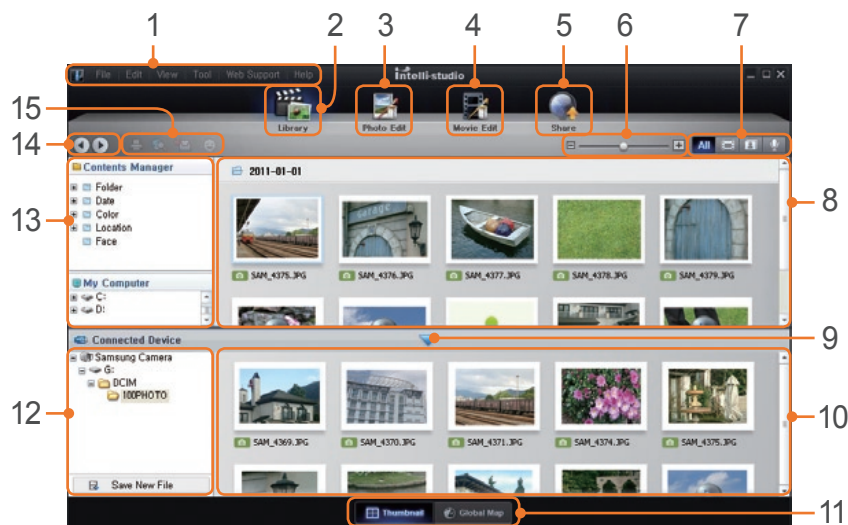 1 2 3 4 5 6 7
File Edit View Tool Web Support Help
intelli-studio
Library Photo Edit Movie Edit Share
15
14
All
Contents Manager
2011-01-01
Folder
Date
Color
Location
Face
13
8
SAM_4375.JPG SAM_4376.JPG SAM_4377.JPG SAM_4378.JPG SAM_4379.JPG
My Computer
C:
D:
Connected Device
9
Samsung Camera
G:
DCIM
100PHOTO
12
10
SAM_4369.JPG SAM_4370.JPG SAM_4371.JPG SAM_4374.JPG SAM_4375.JPG
Save New File
Thumbnail Global Map
11